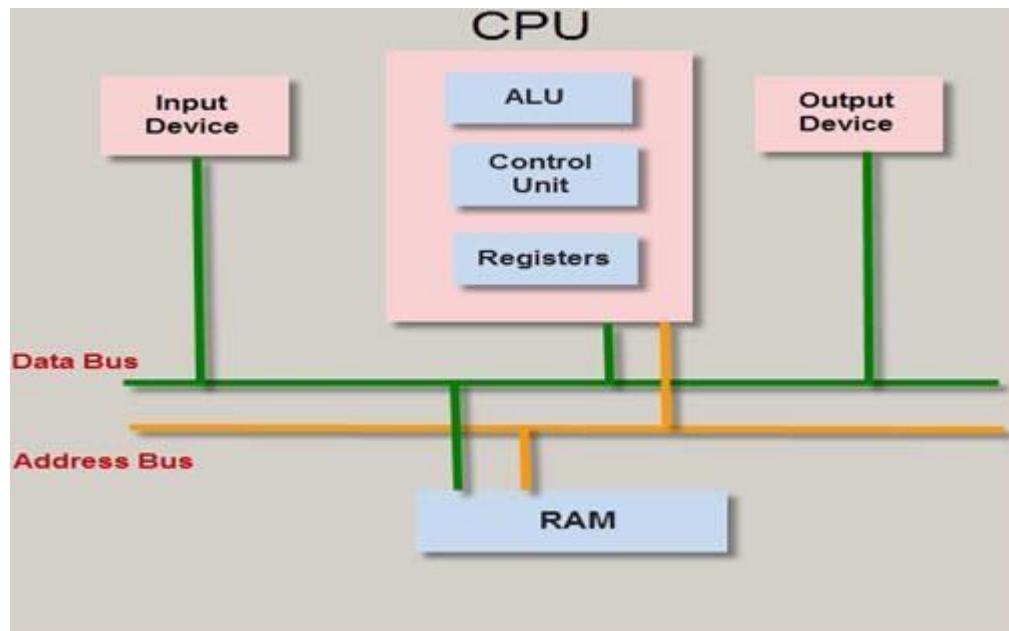 CPU
Input
Device
ALU
Control
Unit
Registers
Output
Device
Data Bus
Address Bus
RAM